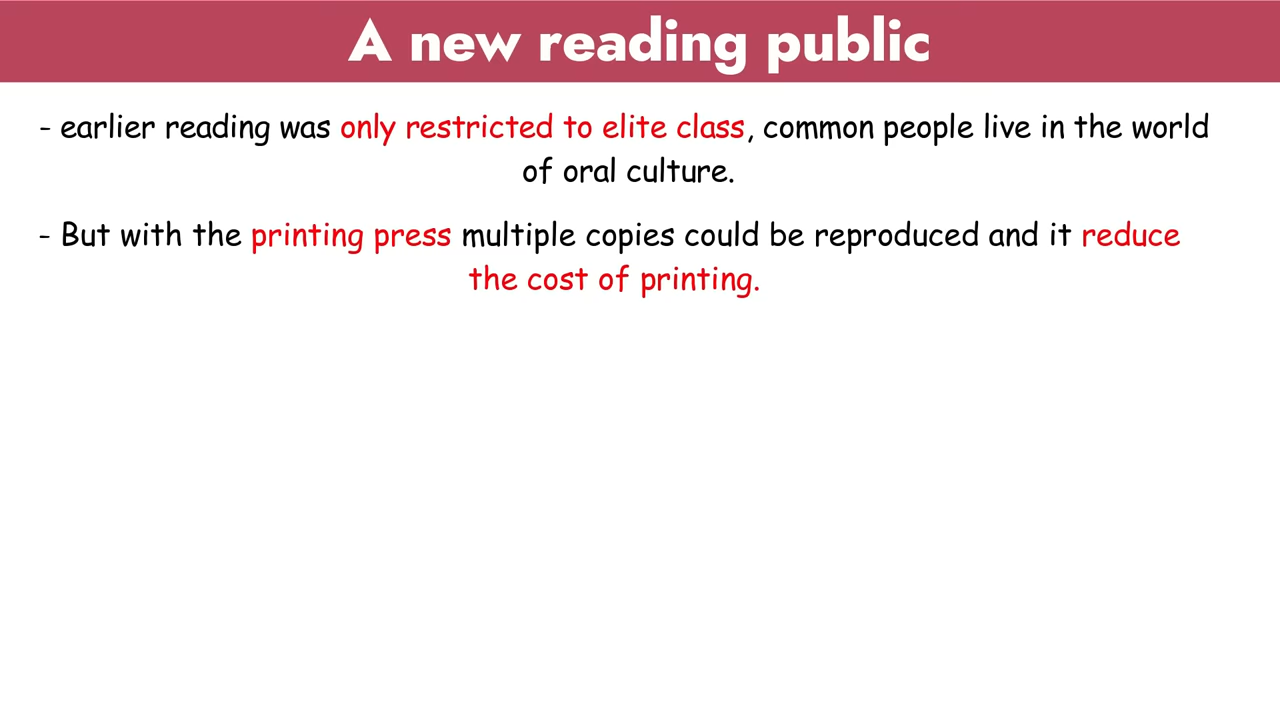 A new reading public
- earlier reading was only restricted to elite class, common people live in the world
of oral culture.
- But with the printing press multiple copies could be reproduced and it reduce
the cost of printing.